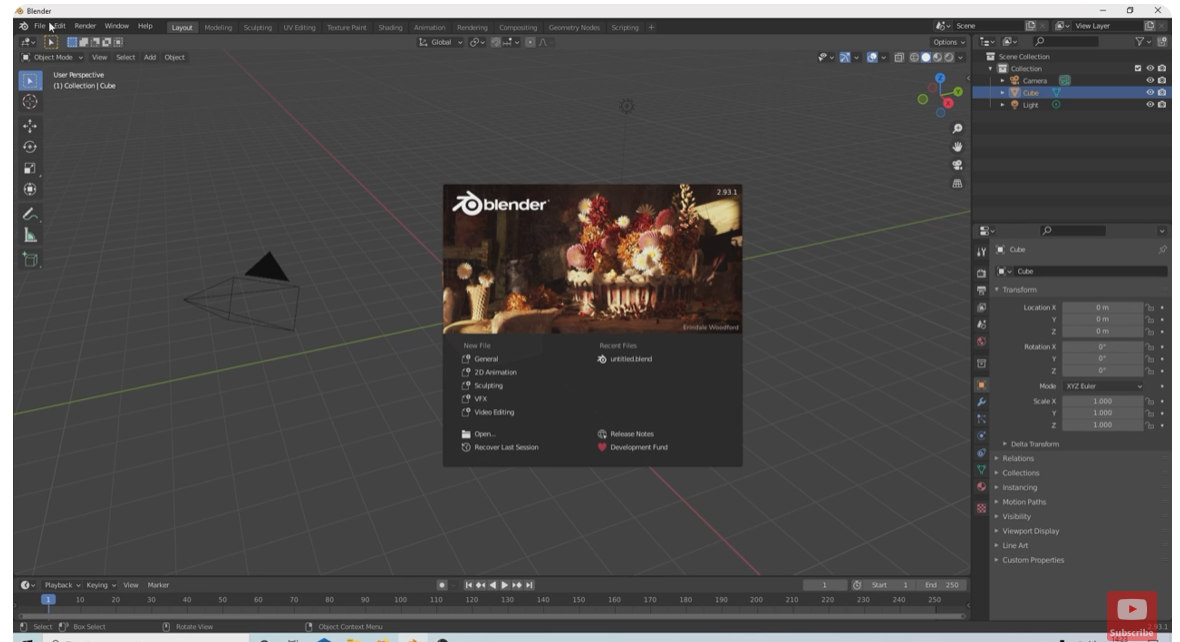 Blender
File Edit Render Window Help Layout Modeling Sculpting UV Editing Texture Paint Shading Animation Rendering Compositing Geometry Nodes Scripting + Scene View Layer
Global Options
Object Mode View Select Add Object
User Perspective
(1) Collection | Cube
Scene Collection
Collection
Camera
Cube
Light
blender
2.93.1
Erindale Woodford
New File
General
2D Animation
Sculpting
VFX
Video Editing
Open...
Recover Last Session
Recent Files
untitled.blend
Release Notes
Development Fund
Cube
Cube
Transform
Location X 0 m
Y 0 m
Z 0 m
Rotation X 0°
Y 0°
Z 0°
Mode XYZ Euler
Scale X 1.000
Y 1.000
Z 1.000
Delta Transform
Relations
Collections
Instancing
Motion Paths
Visibility
Viewport Display
Line Art
Custom Properties
Playback Keying View Marker 1 Start 1 End 250
1 10 20 30 40 50 60 70 80 90 100 110 120 130 140 150 160 170 180 190 200 210 220 230 240 250
Select Box Select Rotate View Object Context Menu 2.93.1
Subscribe